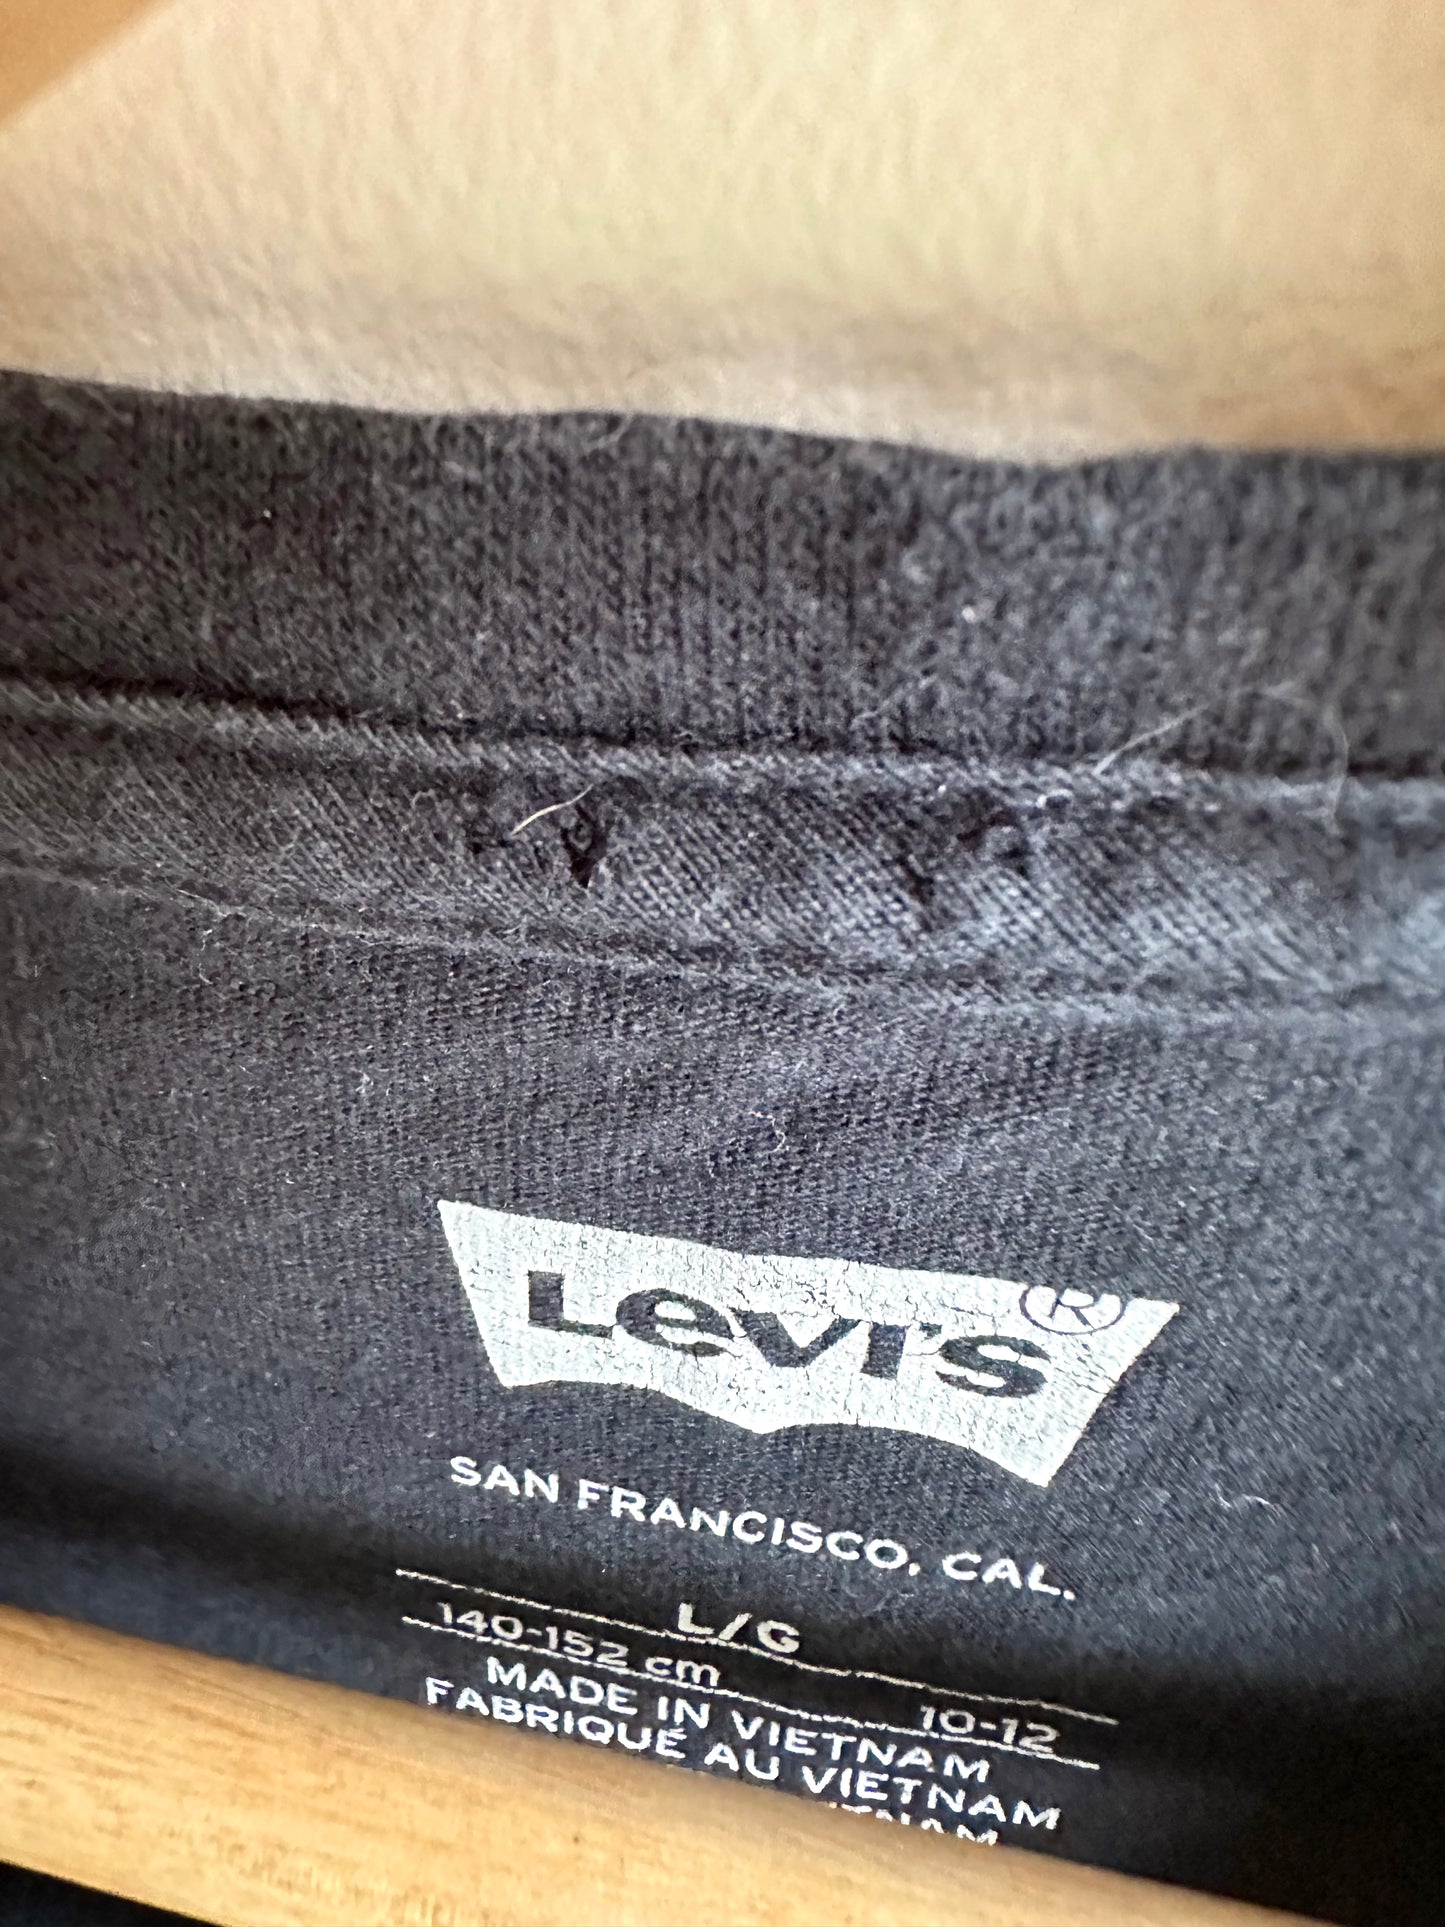 Levi's®
SAN FRANCISCO, CAL.
L/G
140-152 cm 10-12
MADE IN VIETNAM
FABRIQUÉ AU VIETNAM